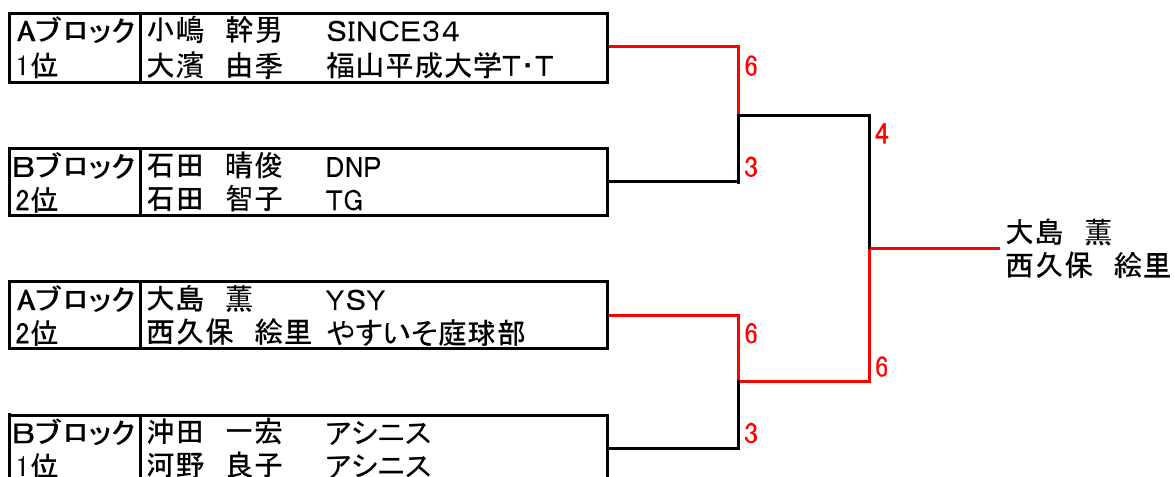 Aブロック 小嶋　幹男 SINCE34
1位 大濱　由季 福山平成大学T・T
6
4
Bブロック 石田　晴俊 DNP
3
2位 石田　智子 TG
大島　薫
西久保　絵里
Aブロック 大島　薫 YSY
2位 西久保　絵里 やすいそ庭球部
6
6
Bブロック 沖田　一宏 アシニス
3
1位 河野　良子 アシニス